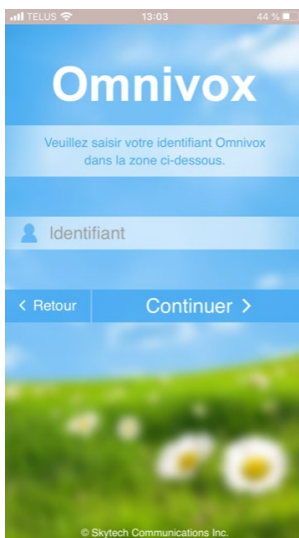 TELUS 13:03 44 %
Omnivox
Veuillez saisir votre identifiant Omnivox
dans la zone ci-dessous.
Identifiant
< Retour Continuer >
© Skytech Communications Inc.